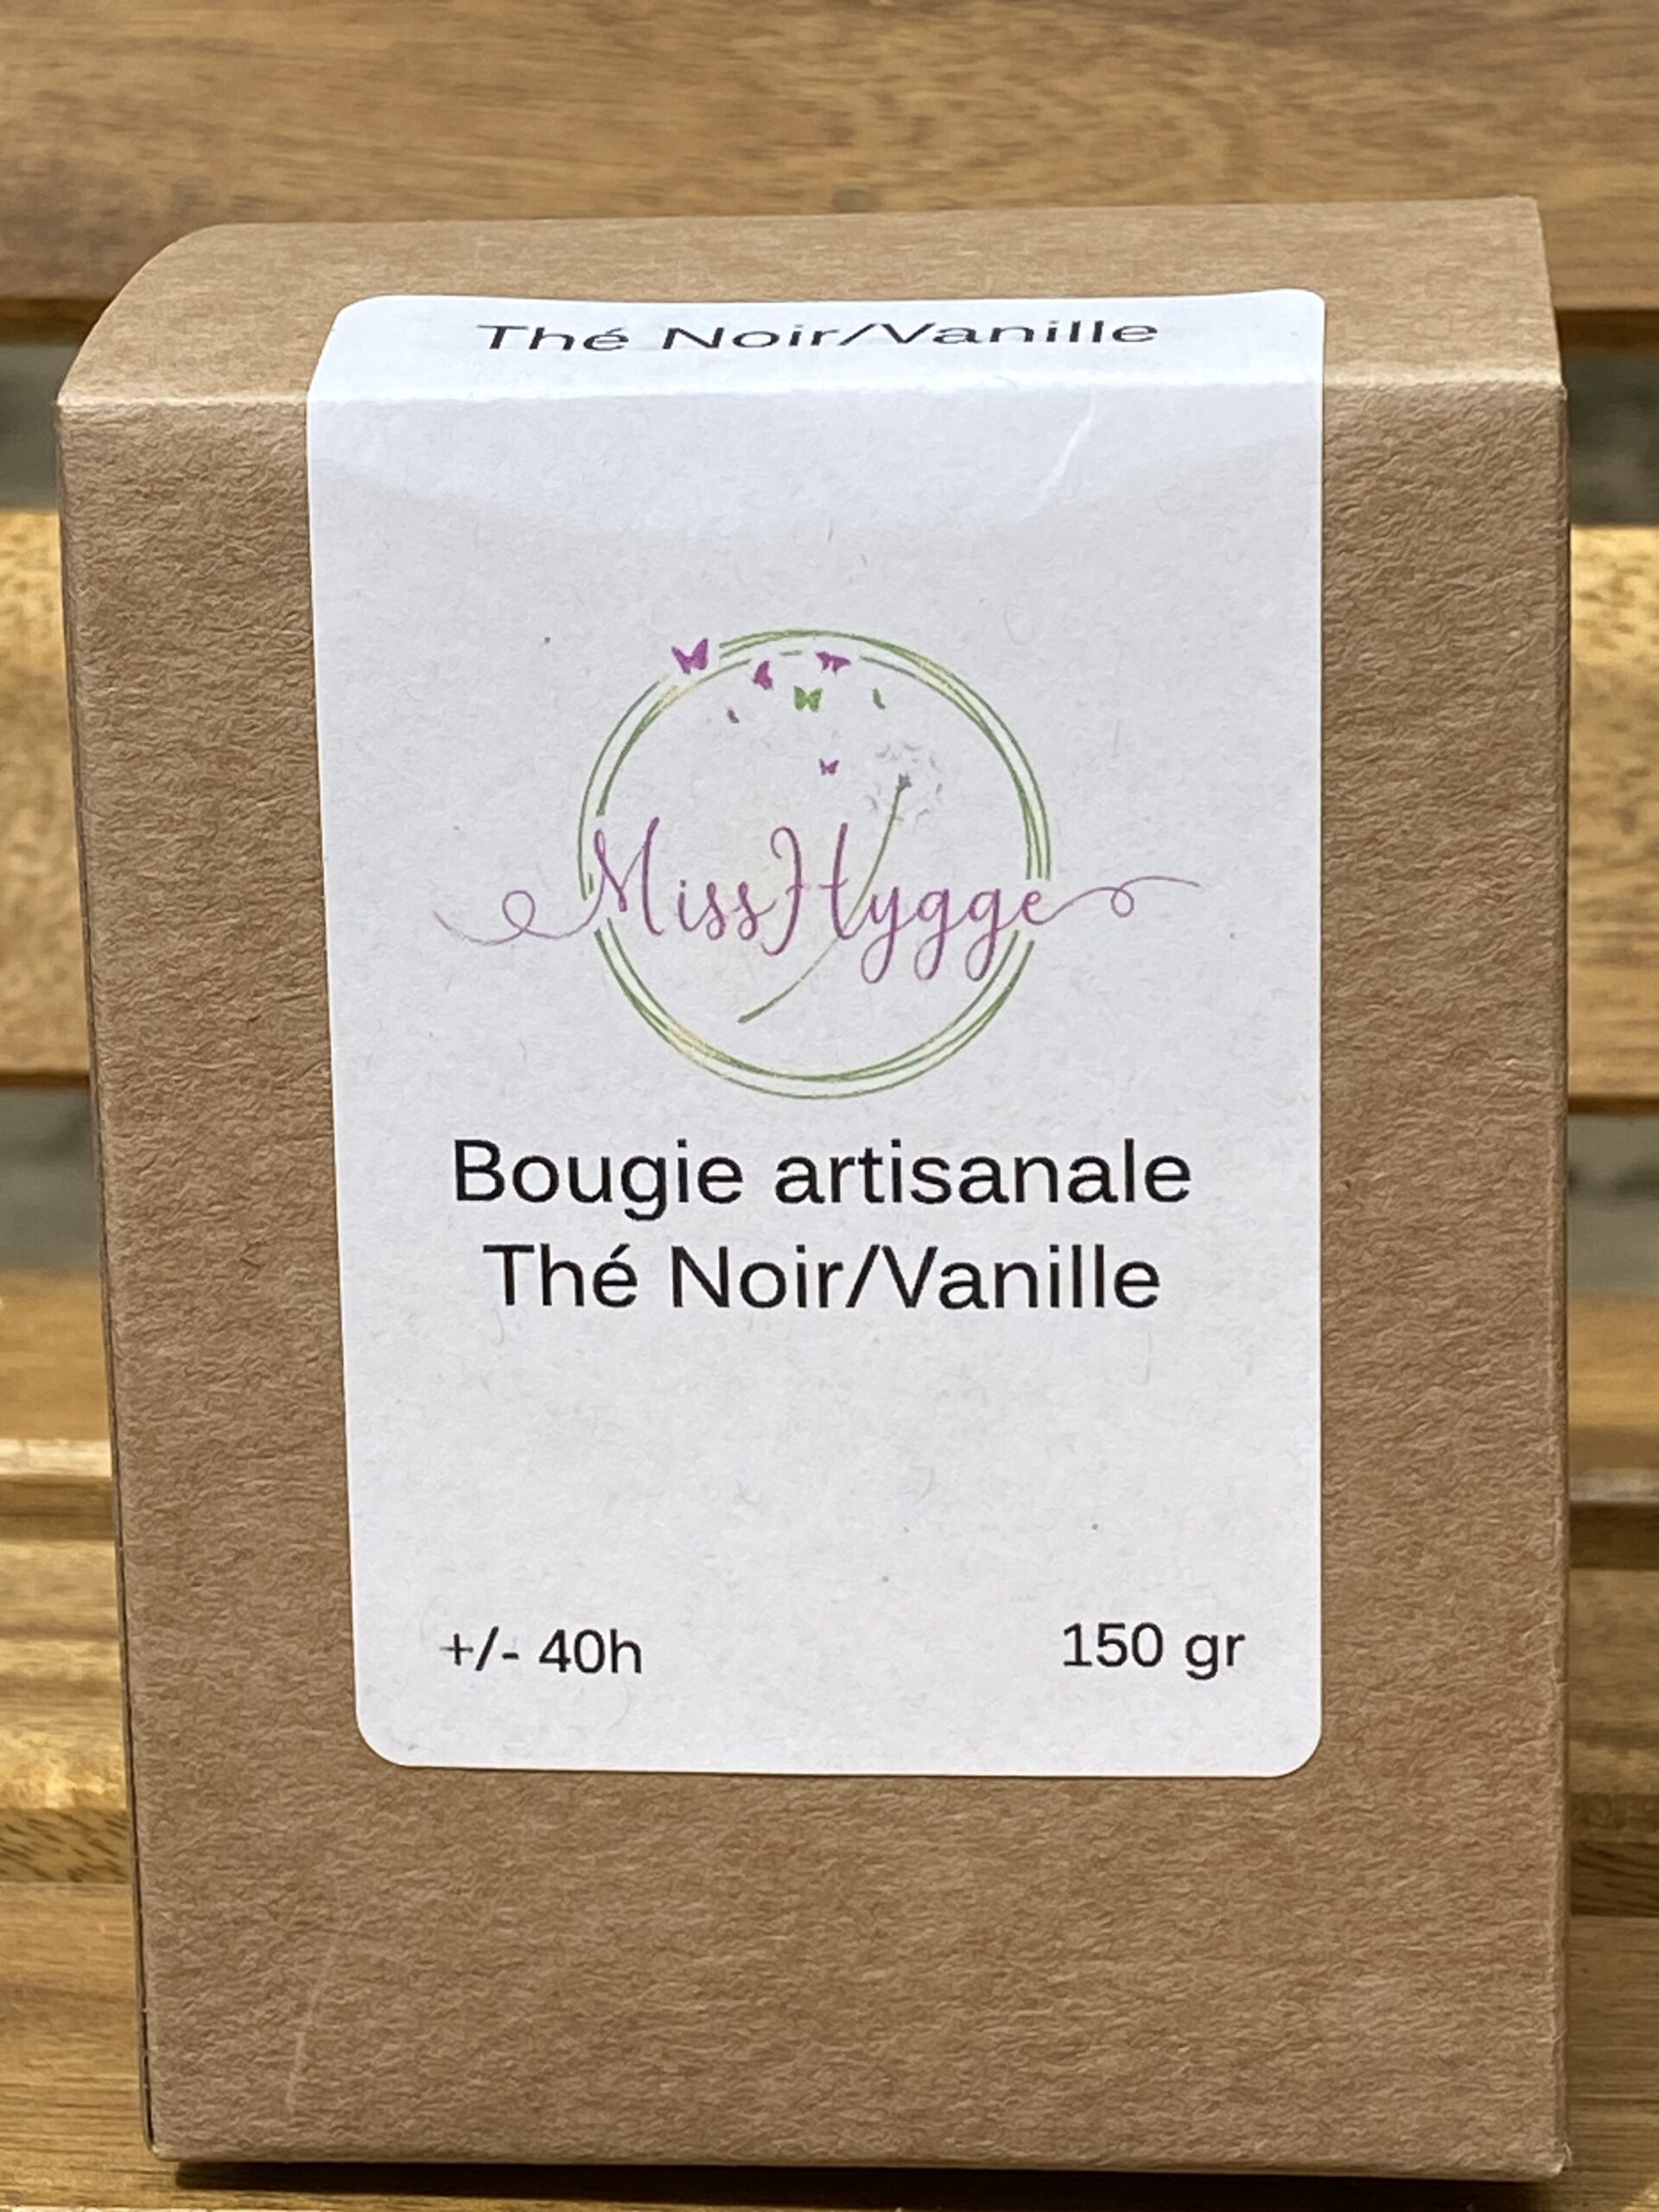 Thé Noir/Vanille
MissHygge
Bougie artisanale
Thé Noir/Vanille
+/- 40h 150 gr